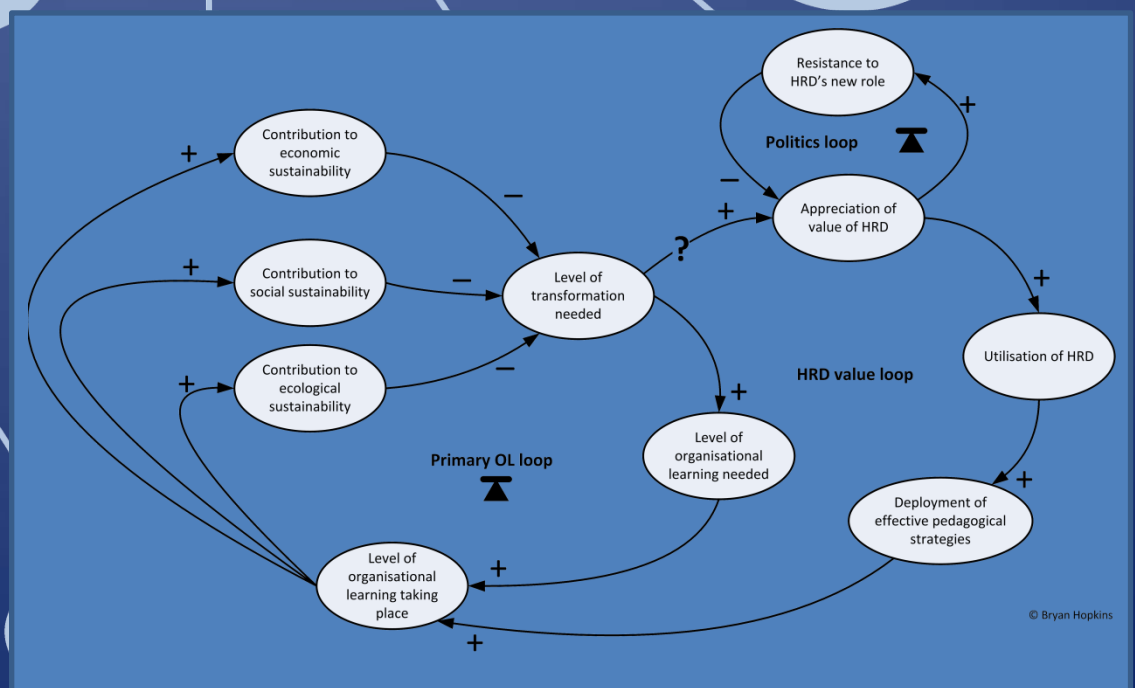 Resistance to
HRD's new role
+
Politics loop
Contribution to
economic
sustainability
+
–
–
+
Appreciation of
value of HRD
?
Contribution to
social sustainability
+
–
Level of
transformation
needed
+
Utilisation of HRD
HRD value loop
Contribution to
ecological
sustainability
+
–
+
Level of
organisational
learning needed
Primary OL loop
+
Deployment of
effective pedagogical
strategies
Level of
organisational
learning taking
place
+
+
© Bryan Hopkins